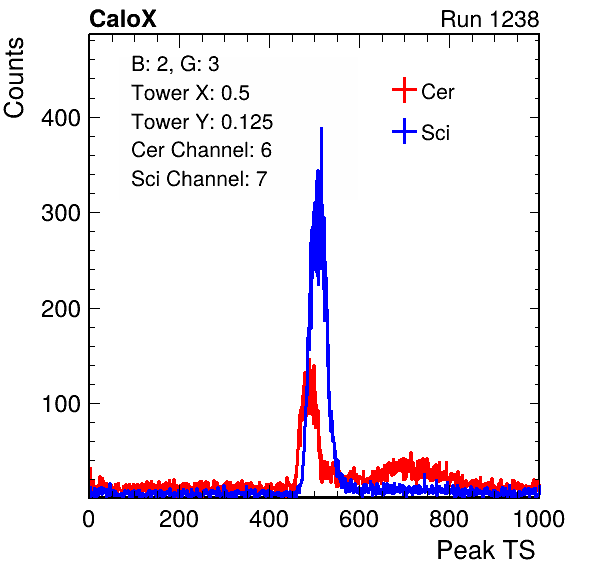 CaloX Run 1238
Counts
B: 2, G: 3
Tower X: 0.5
Tower Y: 0.125
Cer Channel: 6
Sci Channel: 7
Cer
Sci
400
300
200
100
0 200 400 600 800 1000
Peak TS